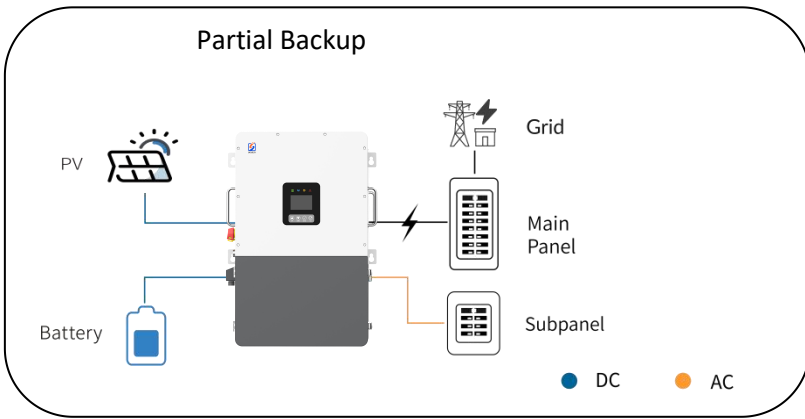 Partial Backup
Grid
PV
Main
Panel
Battery
Subpanel
DC
AC